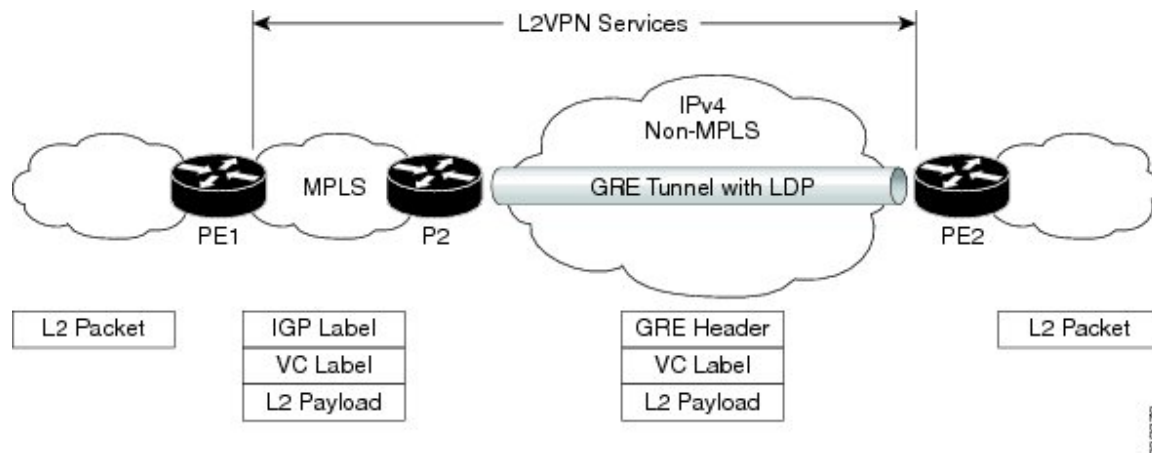 L2VPN Services
IPv4
Non-MPLS
MPLS
GRE Tunnel with LDP
PE1
P2
PE2
L2 Packet
IGP Label
VC Label
L2 Payload
GRE Header
VC Label
L2 Payload
L2 Packet